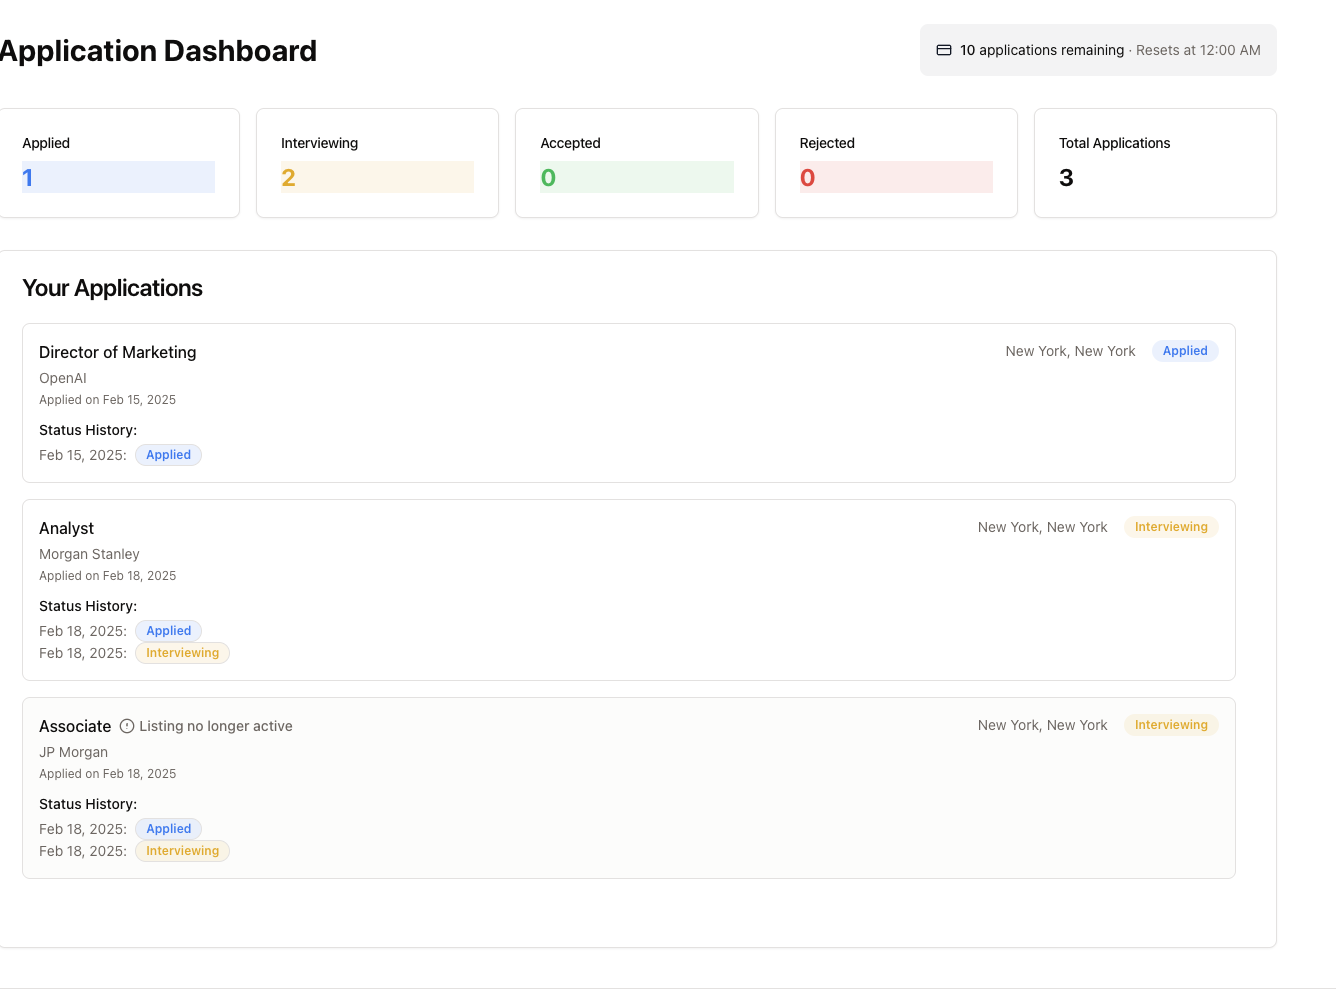 Application Dashboard
10 applications remaining · Resets at 12:00 AM
Applied
1
Interviewing
2
Accepted
0
Rejected
0
Total Applications
3
Your Applications
Director of Marketing
New York, New York Applied
OpenAI
Applied on Feb 15, 2025
Status History:
Feb 15, 2025: Applied
Analyst
New York, New York Interviewing
Morgan Stanley
Applied on Feb 18, 2025
Status History:
Feb 18, 2025: Applied
Feb 18, 2025: Interviewing
Associate Listing no longer active
New York, New York Interviewing
JP Morgan
Applied on Feb 18, 2025
Status History:
Feb 18, 2025: Applied
Feb 18, 2025: Interviewing